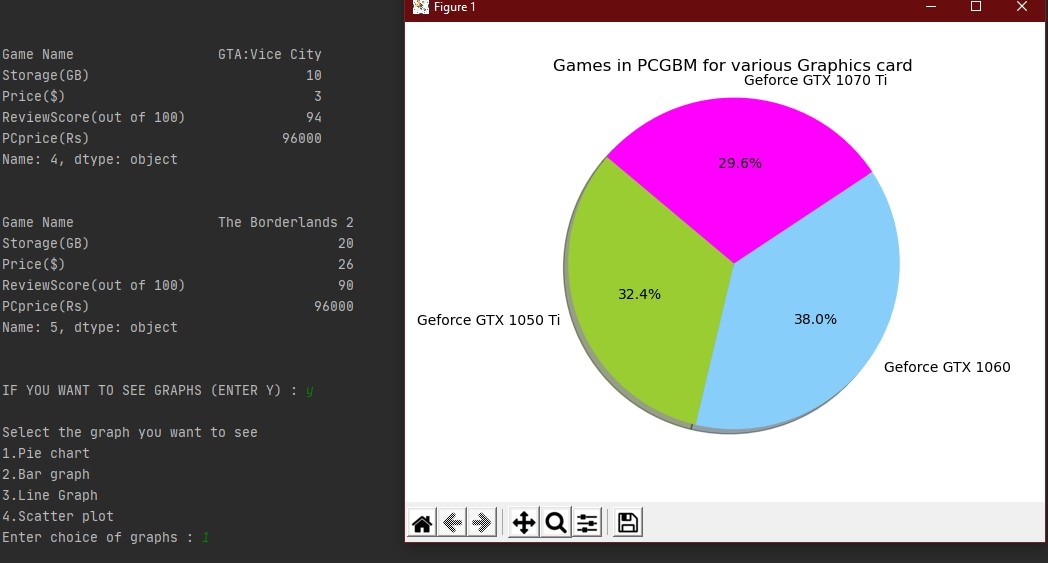 Game Name GTA:Vice City
Storage(GB) 10
Price($) 3
ReviewScore(out of 100) 94
PCprice(Rs) 96000
Name: 4, dtype: object
Game Name The Borderlands 2
Storage(GB) 20
Price($) 26
ReviewScore(out of 100) 90
PCprice(Rs) 96000
Name: 5, dtype: object
IF YOU WANT TO SEE GRAPHS (ENTER Y) : y
Select the graph you want to see
1.Pie chart
2.Bar graph
3.Line Graph
4.Scatter plot
Enter choice of graphs : 1
Figure 1
Games in PCGBM for various Graphics card
Geforce GTX 1070 Ti
29.6%
32.4%
38.0%
Geforce GTX 1050 Ti
Geforce GTX 1060